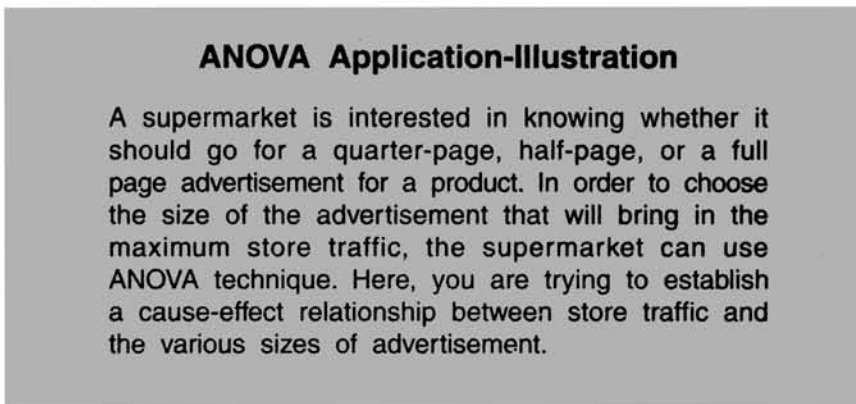 ANOVA Application-Illustration
A supermarket is interested in knowing whether it
should go for a quarter-page, half-page, or a full
page advertisement for a product. In order to choose
the size of the advertisement that will bring in the
maximum store traffic, the supermarket can use
ANOVA technique. Here, you are trying to establish
a cause-effect relationship between store traffic and
the various sizes of advertisement.